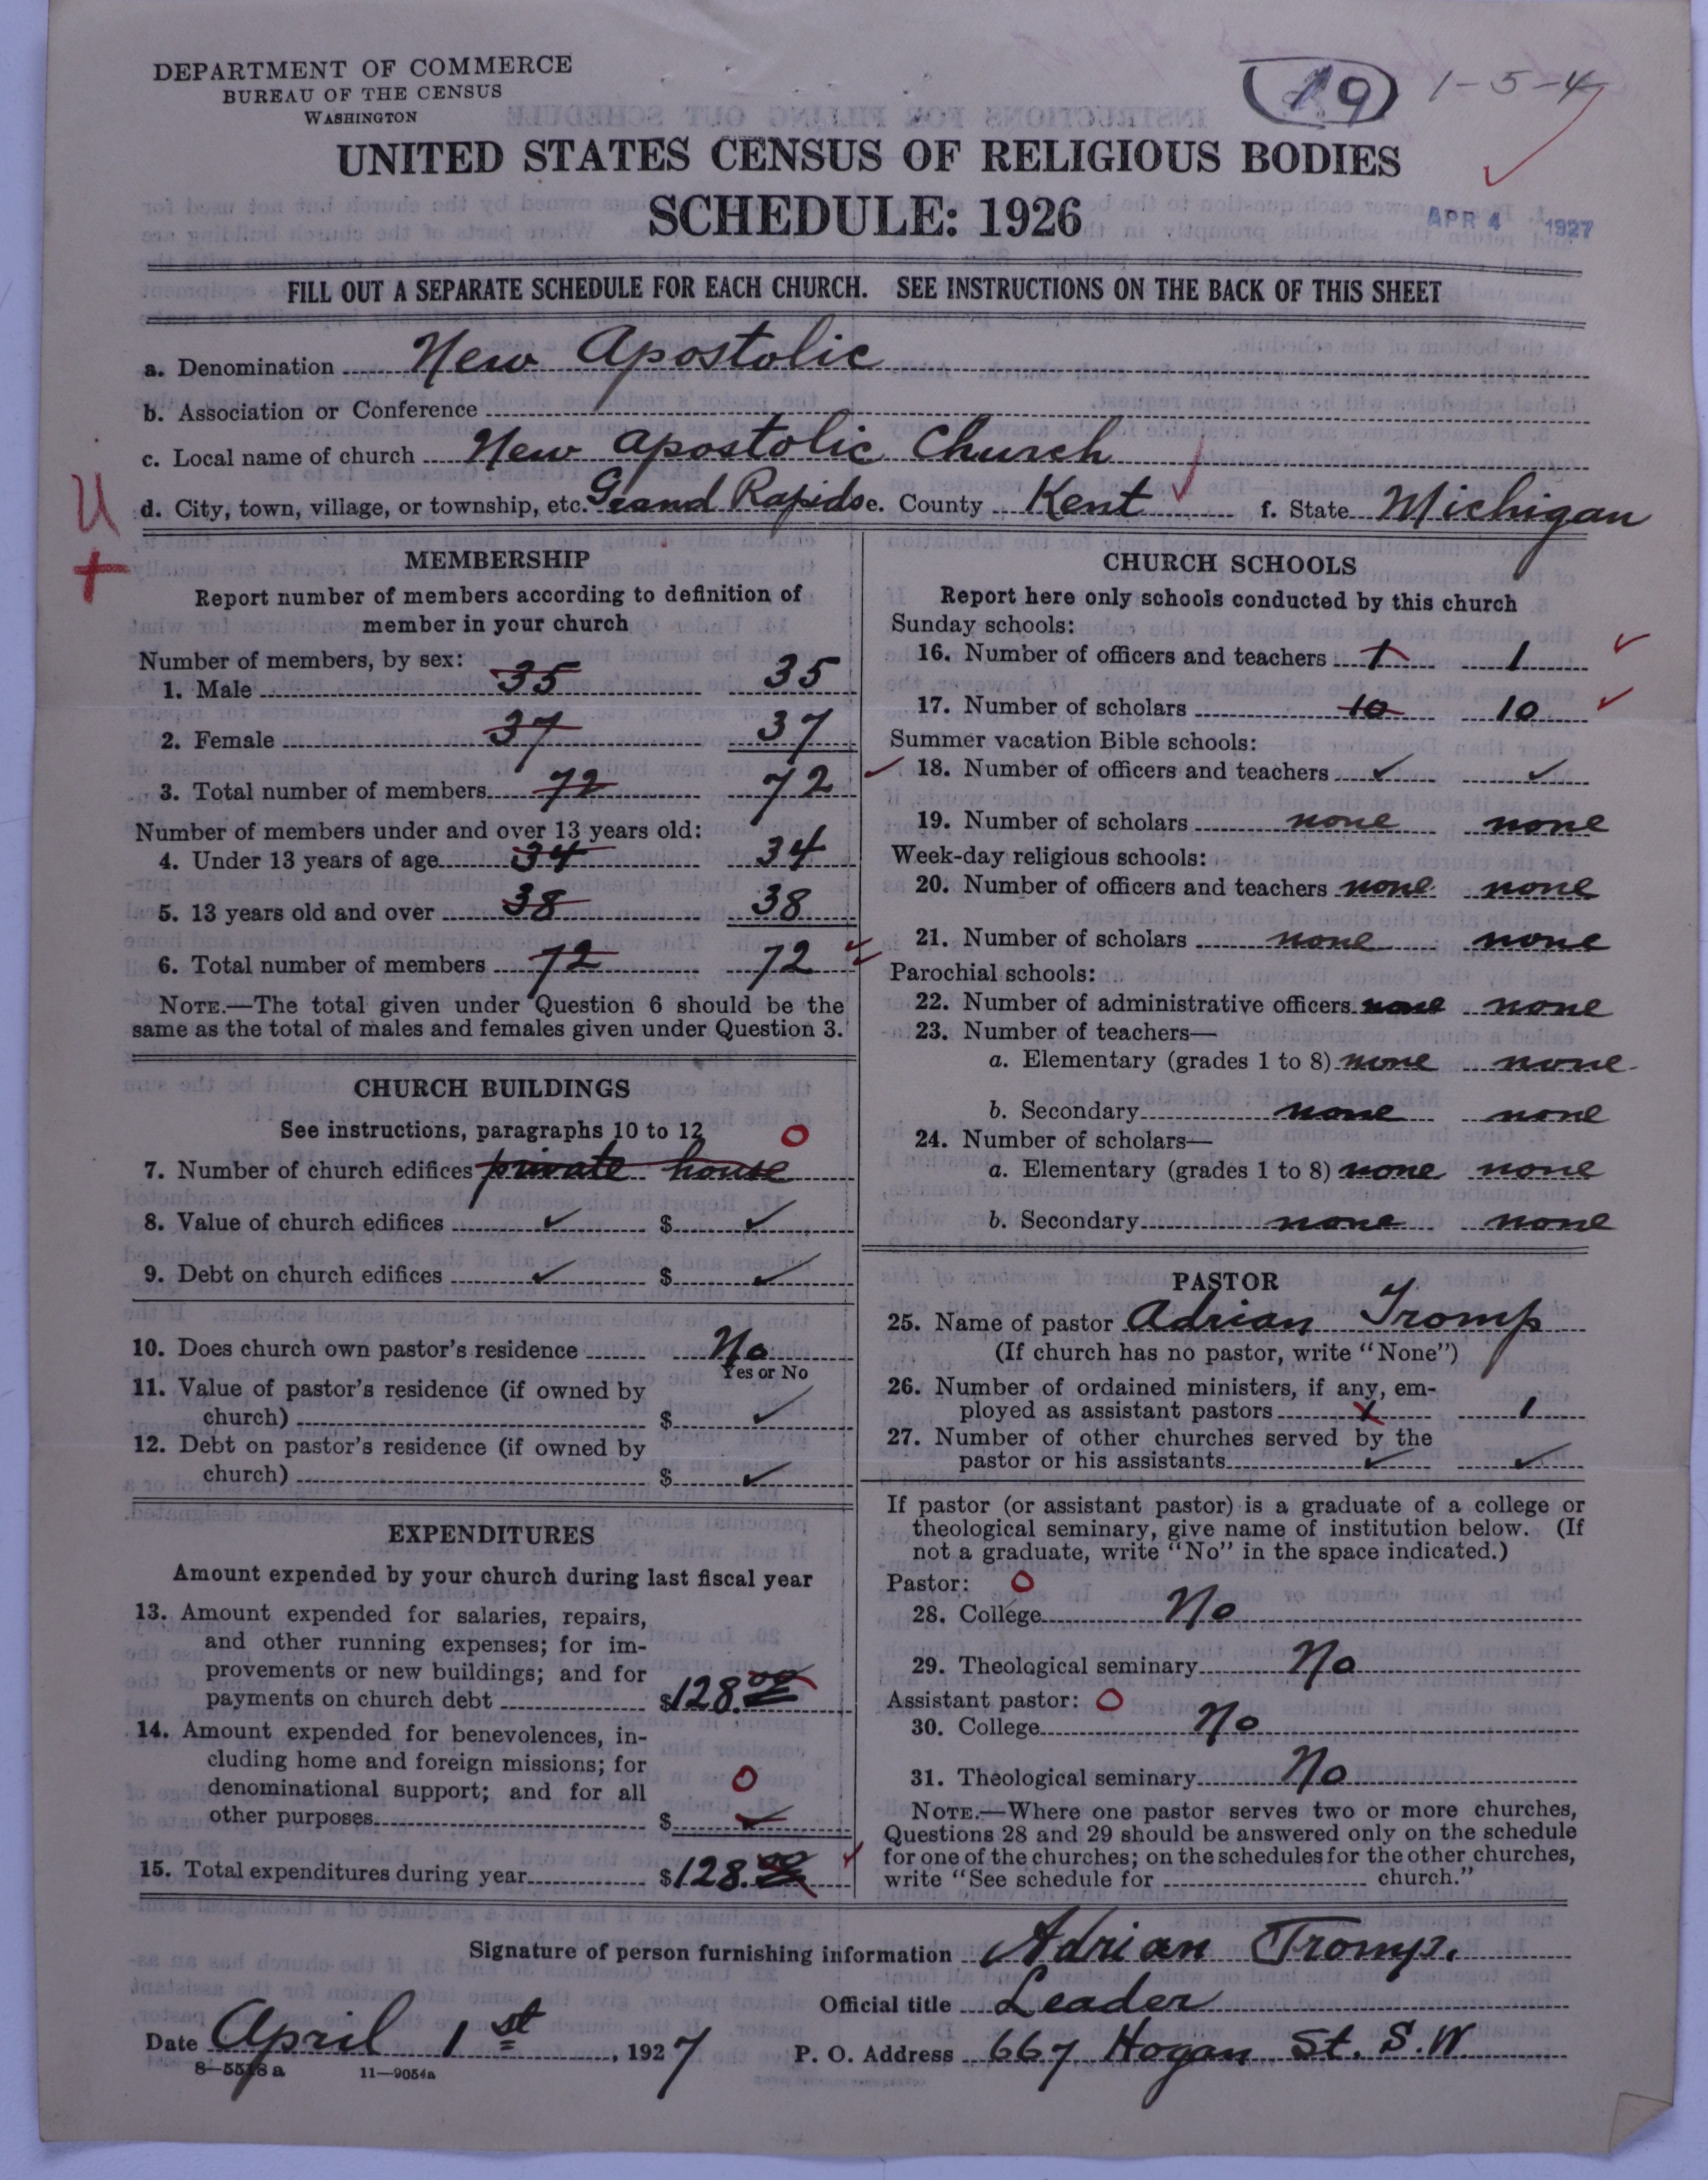 DEPARTMENT OF COMMERCE
BUREAU OF THE CENSUS
WASHINGTON
19 1-5-4
UNITED STATES CENSUS OF RELIGIOUS BODIES
SCHEDULE: 1926
APR 4 1927
FILL OUT A SEPARATE SCHEDULE FOR EACH CHURCH. SEE INSTRUCTIONS ON THE BACK OF THIS SHEET
a. Denomination New Apostolic
b. Association or Conference
c. Local name of church New Apostolic Church
d. City, town, village, or township, etc. Grand Rapids e. County Kent f. State Michigan
U
+
MEMBERSHIP
Report number of members according to definition of
member in your church
Number of members, by sex:
1. Male 35 35
2. Female 37 37
3. Total number of members 72 72
Number of members under and over 13 years old:
4. Under 13 years of age 34 34
5. 13 years old and over 38 38
6. Total number of members 72 72
NOTE.—The total given under Question 6 should be the
same as the total of males and females given under Question 3.
CHURCH BUILDINGS
See instructions, paragraphs 10 to 12 0
7. Number of church edifices private house
8. Value of church edifices ✓ $ ✓
9. Debt on church edifices ✓ $ ✓
10. Does church own pastor's residence No
Yes or No
11. Value of pastor's residence (if owned by
church) $ ✓
12. Debt on pastor's residence (if owned by
church) $ ✓
EXPENDITURES
Amount expended by your church during last fiscal year
13. Amount expended for salaries, repairs,
and other running expenses; for im-
provements or new buildings; and for
payments on church debt $128.00
14. Amount expended for benevolences, in-
cluding home and foreign missions; for
denominational support; and for all 0
other purposes $ ✓
15. Total expenditures during year $128.00
CHURCH SCHOOLS
Report here only schools conducted by this church
Sunday schools:
16. Number of officers and teachers 1 1
17. Number of scholars 10 10
Summer vacation Bible schools:
18. Number of officers and teachers ✓ ✓
19. Number of scholars none none
Week-day religious schools:
20. Number of officers and teachers none none
21. Number of scholars none none
Parochial schools:
22. Number of administrative officers none none
23. Number of teachers—
a. Elementary (grades 1 to 8) none none
b. Secondary none none
24. Number of scholars—
a. Elementary (grades 1 to 8) none none
b. Secondary none none
PASTOR
25. Name of pastor Adrian Tromp
(If church has no pastor, write "None")
26. Number of ordained ministers, if any, em-
ployed as assistant pastors 1 1
27. Number of other churches served by the
pastor or his assistants ✓ ✓
If pastor (or assistant pastor) is a graduate of a college or
theological seminary, give name of institution below. (If
not a graduate, write "No" in the space indicated.)
Pastor: 0
28. College No
29. Theological seminary No
Assistant pastor: 0
30. College No
31. Theological seminary No
NOTE.—Where one pastor serves two or more churches,
Questions 28 and 29 should be answered only on the schedule
for one of the churches; on the schedules for the other churches,
write "See schedule for church."
Signature of person furnishing information Adrian Tromp.
Official title Leader
Date April 1st, 1927 P. O. Address 667 Hogan St. S.W.
8—5518a 11—9054a